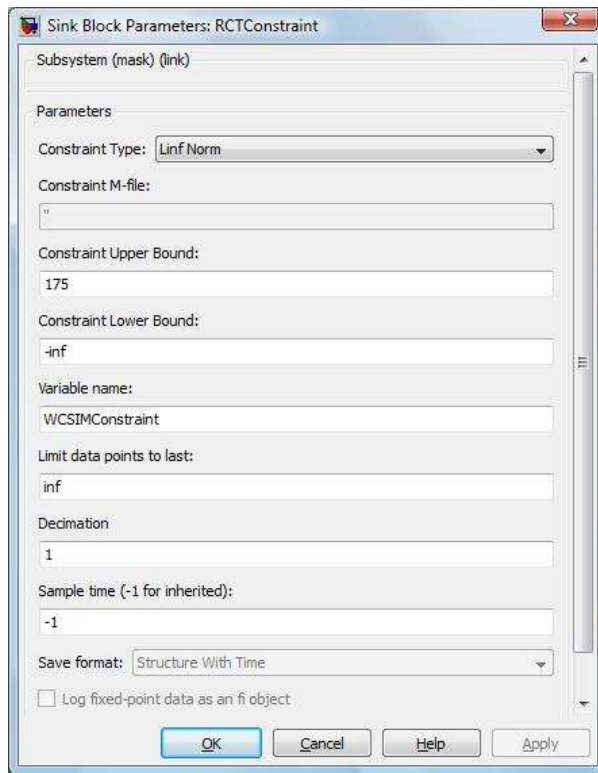 Sink Block Parameters: RCTConstraint
Subsystem (mask) (link)
Parameters
Constraint Type: Linf Norm
Constraint M-file:
''
Constraint Upper Bound:
175
Constraint Lower Bound:
-inf
Variable name:
WCSIMConstraint
Limit data points to last:
inf
Decimation
1
Sample time (-1 for inherited):
-1
Save format: Structure With Time
Log fixed-point data as an fi object
OK Cancel Help Apply